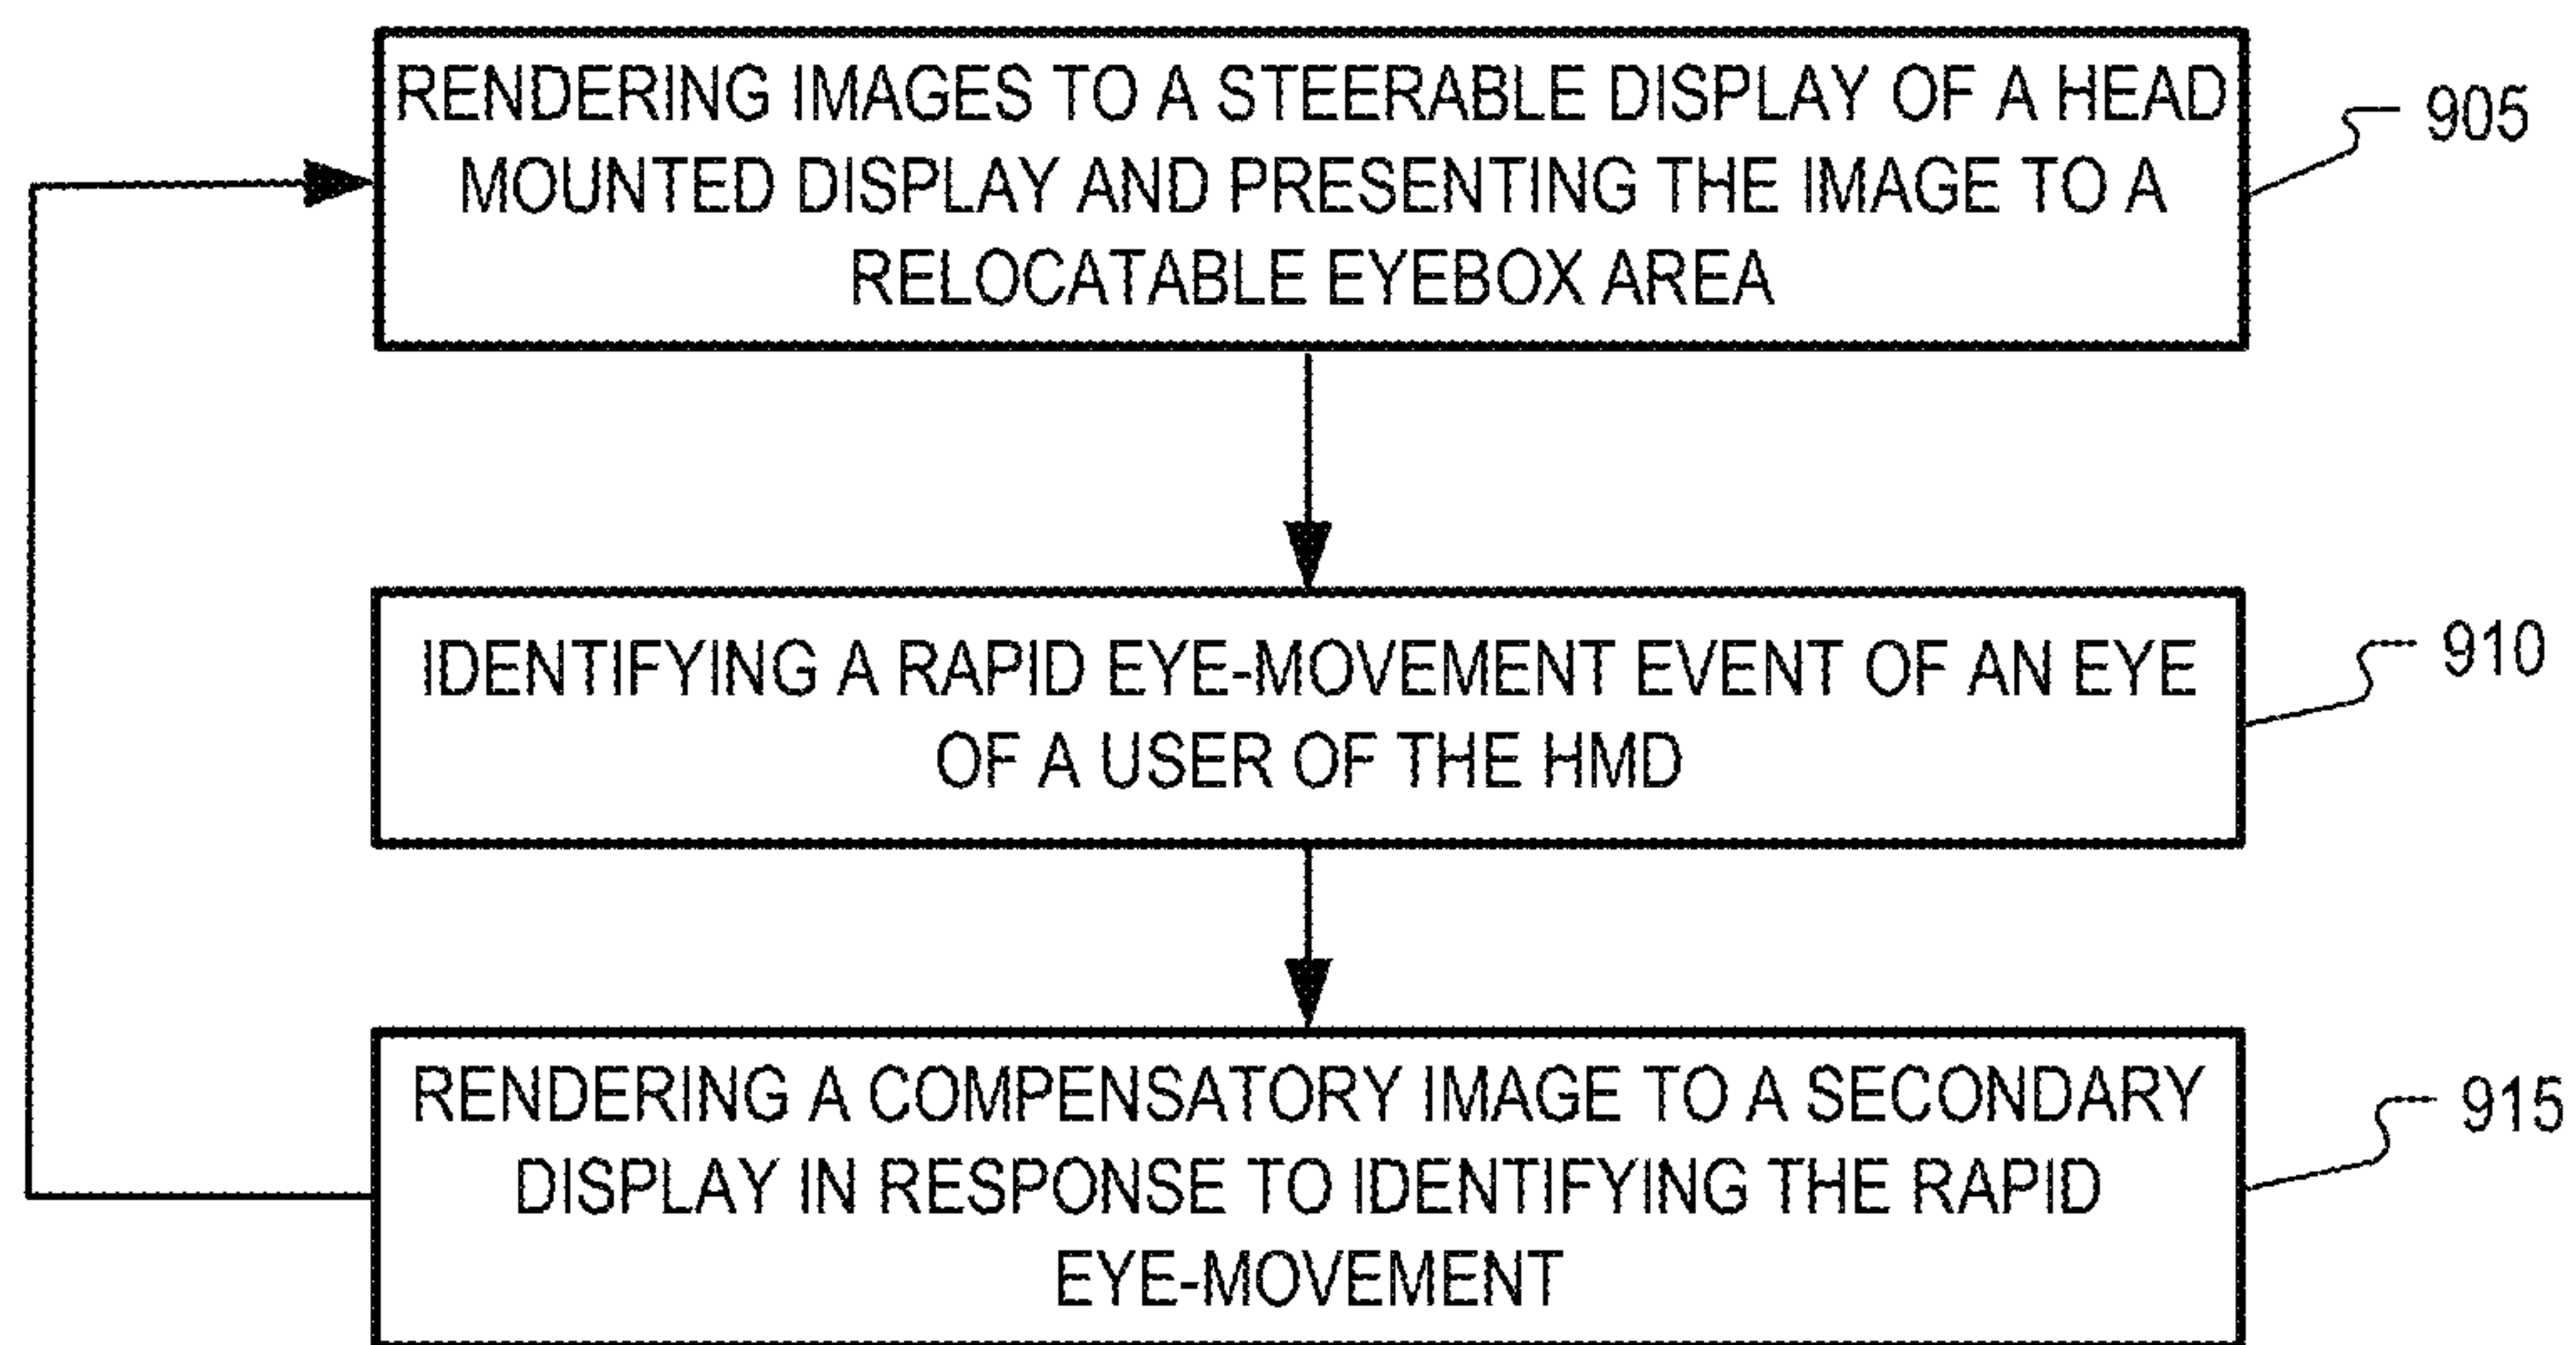 RENDERING IMAGES TO A STEERABLE DISPLAY OF A HEAD
MOUNTED DISPLAY AND PRESENTING THE IMAGE TO A
RELOCATABLE EYEBOX AREA
905
IDENTIFYING A RAPID EYE-MOVEMENT EVENT OF AN EYE
OF A USER OF THE HMD
910
RENDERING A COMPENSATORY IMAGE TO A SECONDARY
DISPLAY IN RESPONSE TO IDENTIFYING THE RAPID
EYE-MOVEMENT
915